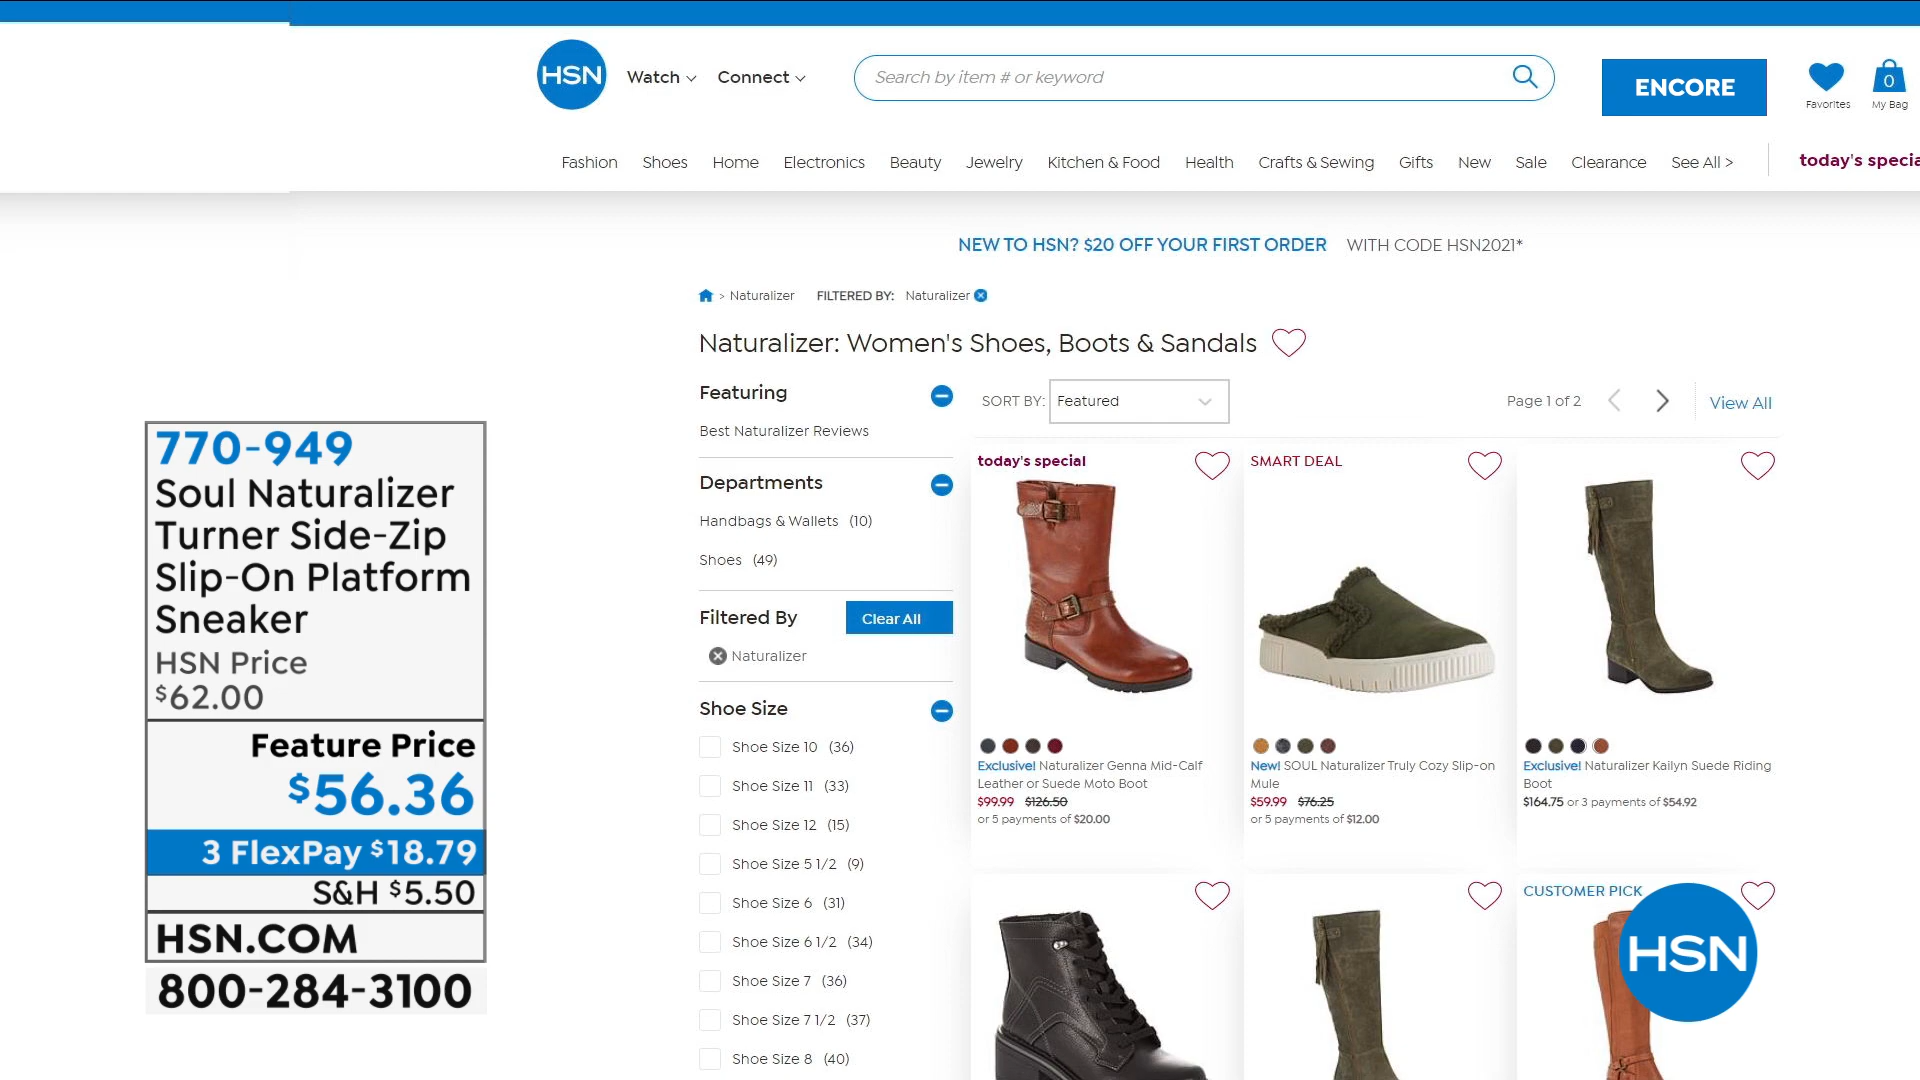 HSN
Watch
Connect
Search by item # or keyword
ENCORE
Favorites
0
My Bag
Fashion
Shoes
Home
Electronics
Beauty
Jewelry
Kitchen & Food
Health
Crafts & Sewing
Gifts
New
Sale
Clearance
See All >
today's specia
NEW TO HSN? $20 OFF YOUR FIRST ORDER WITH CODE HSN2021*
> Naturalizer FILTERED BY: Naturalizer
Naturalizer: Women's Shoes, Boots & Sandals
Featuring
Best Naturalizer Reviews
Departments
Handbags & Wallets (10)
Shoes (49)
Filtered By
Clear All
Naturalizer
Shoe Size
Shoe Size 10 (36)
Shoe Size 11 (33)
Shoe Size 12 (15)
Shoe Size 5 1/2 (9)
Shoe Size 6 (31)
Shoe Size 6 1/2 (34)
Shoe Size 7 (36)
Shoe Size 7 1/2 (37)
Shoe Size 8 (40)
SORT BY: Featured
Page 1 of 2
View All
today's special
Exclusive! Naturalizer Genna Mid-Calf
Leather or Suede Moto Boot
$99.99 $126.50
or 5 payments of $20.00
SMART DEAL
New! SOUL Naturalizer Truly Cozy Slip-on
Mule
$59.99 $76.25
or 5 payments of $12.00
Exclusive! Naturalizer Kailyn Suede Riding
Boot
$164.75 or 3 payments of $54.92
CUSTOMER PICK
HSN
770-949
Soul Naturalizer
Turner Side-Zip
Slip-On Platform
Sneaker
HSN Price
$62.00
Feature Price
$56.36
3 FlexPay $18.79
S&H $5.50
HSN.COM
800-284-3100